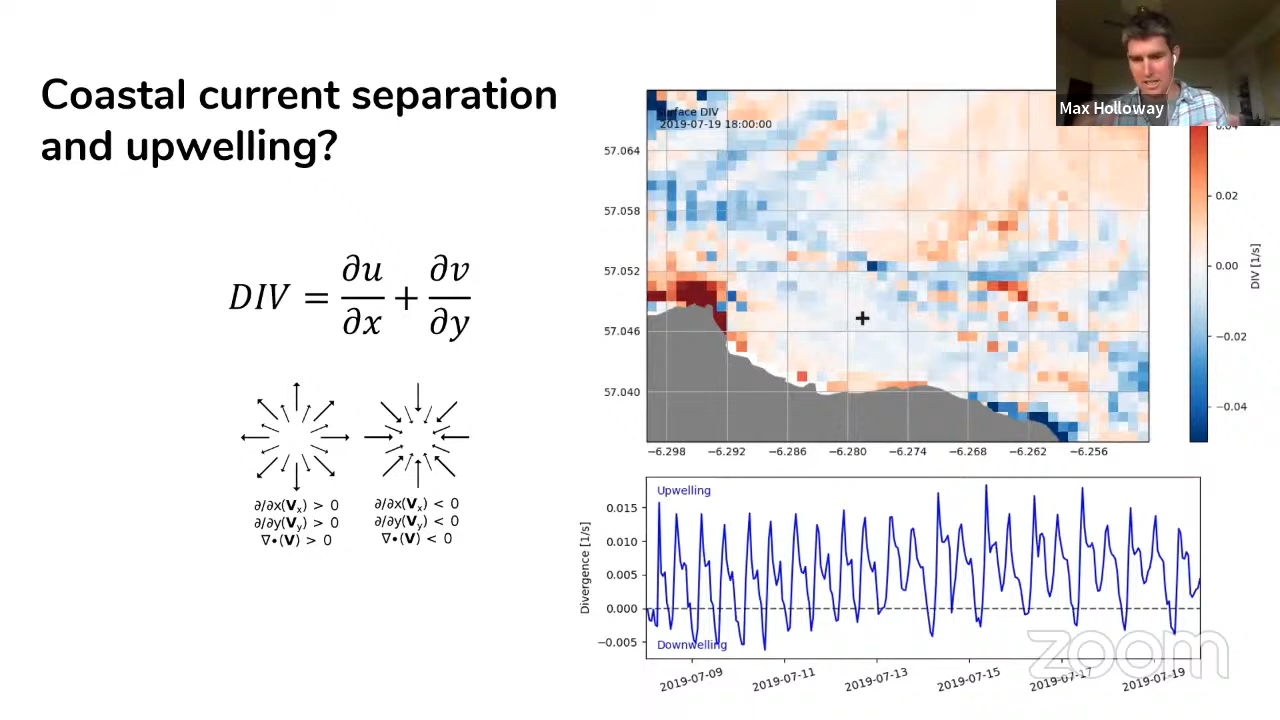 Coastal current separation
and upwelling?
DIV = ∂u/∂x + ∂v/∂y
∂/∂x(Vx) > 0
∂/∂y(Vy) > 0
∇•(V) > 0
∂/∂x(Vx) < 0
∂/∂y(Vy) < 0
∇•(V) < 0
Max Holloway
DIV
2019-07-19 18:00:00
57.064
57.058
57.052
57.046
57.040
−6.298 −6.292 −6.286 −6.280 −6.274 −6.268 −6.262 −6.256
0.02
0.00
−0.02
−0.04
DIV [1/s]
Upwelling
Downwelling
Divergence [1/s]
0.015
0.010
0.005
0.000
−0.005
2019-07-09 2019-07-11 2019-07-13 2019-07-15 2019-07-17 2019-07-19
zoom